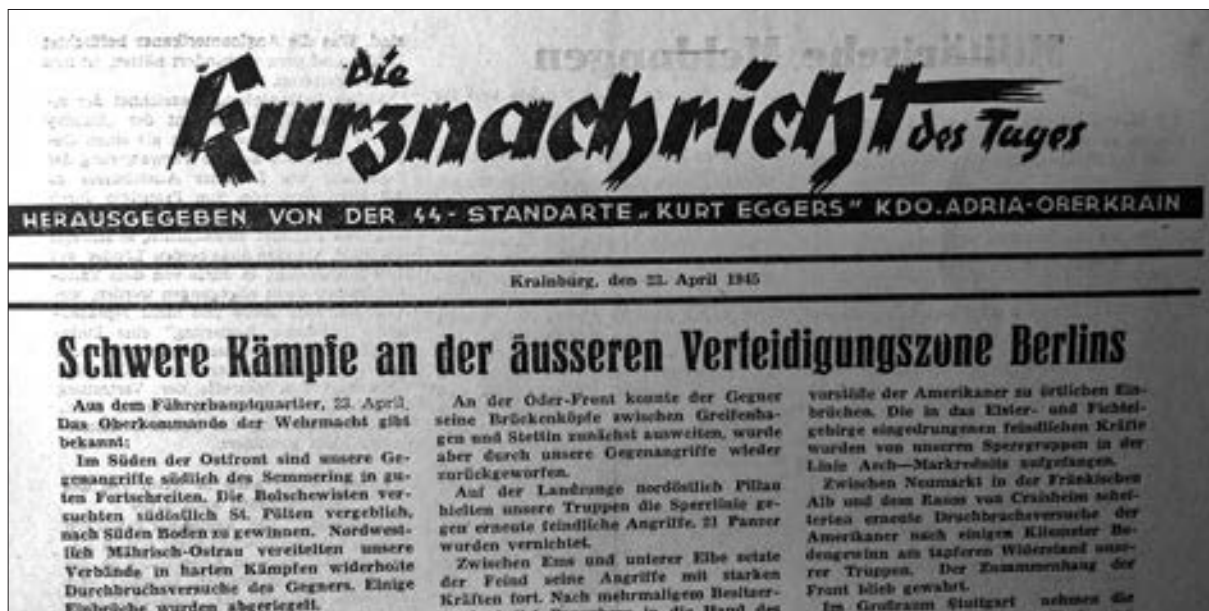 Die
Kurznachricht des Tages
HERAUSGEGEBEN VON DER SS-STANDARTE „KURT EGGERS" KDO. ADRIA-OBERKRAIN
Krainburg, den 23. April 1945
Schwere Kämpfe an der äusseren Verteidigungszone Berlins
Aus dem Führerhauptquartier, 23. April.
Das Oberkommando der Wehrmacht gibt
bekannt:
Im Süden der Ostfront sind unsere Ge-
genangriffe südlich des Semmering in gu-
ten Fortschreiten. Die Bolschewisten ver-
suchten südöstlich St. Pölten vergeblich,
nach Süden Boden zu gewinnen. Nordwest-
lich Mährisch-Ostrau vereitelten unsere
Verbände in harten Kämpfen widerholte
Durchbruchsversuche des Gegners. Einige
Einbrüche wurden abgeriegelt.
An der Oder-Front konnte der Gegner
seine Brückenköpfe zwischen Greifenha-
gen und Stettin zunächst ausweiten, wurde
aber durch unsere Gegenangriffe wieder
zurückgeworfen.
Auf der Landzunge nordöstlich Pillau
hielten unsere Truppen die Sperrlinie ge-
gen erneute feindliche Angriffe. 21 Panzer
wurden vernichtet.
Zwischen Ems und unterer Elbe setzte
der Feind seine Angriffe mit starken
Kräften fort. Nach mehrmaligem Besitzer-
in die Hand des
vorstöße der Amerikaner zu örtlichen Ein-
brüchen. Die in das Elster- und Fichtel-
gebirge eingedrungenen feindlichen Kräfte
wurden von unseren Sperrgruppen in der
Linie Asch—Markredwitz aufgefangen.
Zwischen Neumarkt in der Fränkischen
Alb und dem Raum von Crailsheim schei-
terten erneute Druchbruchsversuche der
Amerikaner nach einigen Kilometer Bo-
dengewinn am tapferen Widerstand unse-
rer Truppen. Der Zusammenhang der
Front blieb gewahrt.
Im Großraum Stuttgart nehmen die